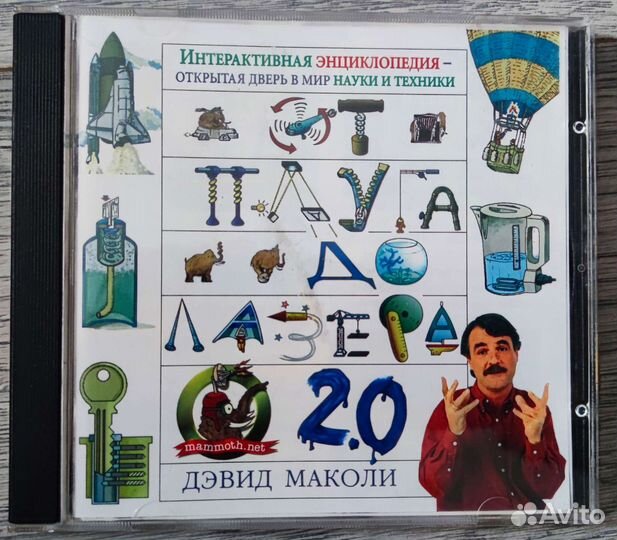 ИНТЕРАКТИВНАЯ ЭНЦИКЛОПЕДИЯ –
ОТКРЫТАЯ ДВЕРЬ В МИР НАУКИ И ТЕХНИКИ
ОТ
ПЛУГА
ДО
ЛАЗЕРА
2.0
mammoth.net
ДЭВИД МАКОЛИ
Avito